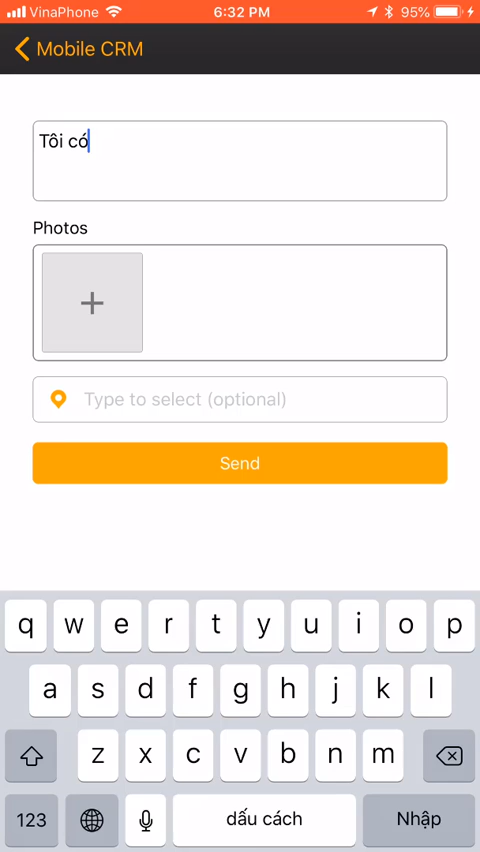 VinaPhone 6:32 PM 95%
Mobile CRM
Tôi có
Photos
+
Type to select (optional)
Send
q w e r t y u i o p
a s d f g h j k l
z x c v b n m
123 dấu cách Nhập